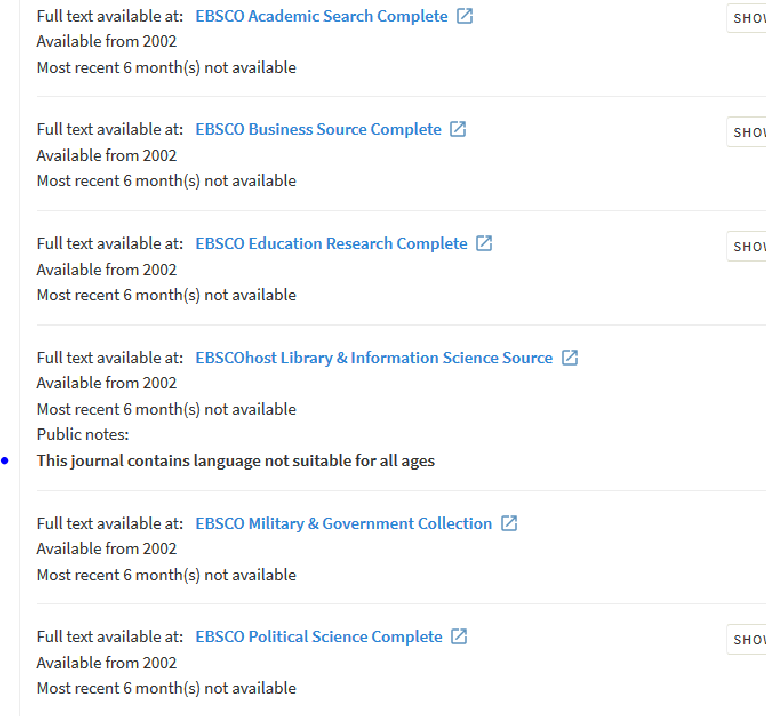 Full text available at: EBSCO Academic Search Complete
Available from 2002
Most recent 6 month(s) not available
Full text available at: EBSCO Business Source Complete
Available from 2002
Most recent 6 month(s) not available
Full text available at: EBSCO Education Research Complete
Available from 2002
Most recent 6 month(s) not available
Full text available at: EBSCOhost Library & Information Science Source
Available from 2002
Most recent 6 month(s) not available
Public notes:
This journal contains language not suitable for all ages
Full text available at: EBSCO Military & Government Collection
Available from 2002
Most recent 6 month(s) not available
Full text available at: EBSCO Political Science Complete
Available from 2002
Most recent 6 month(s) not available